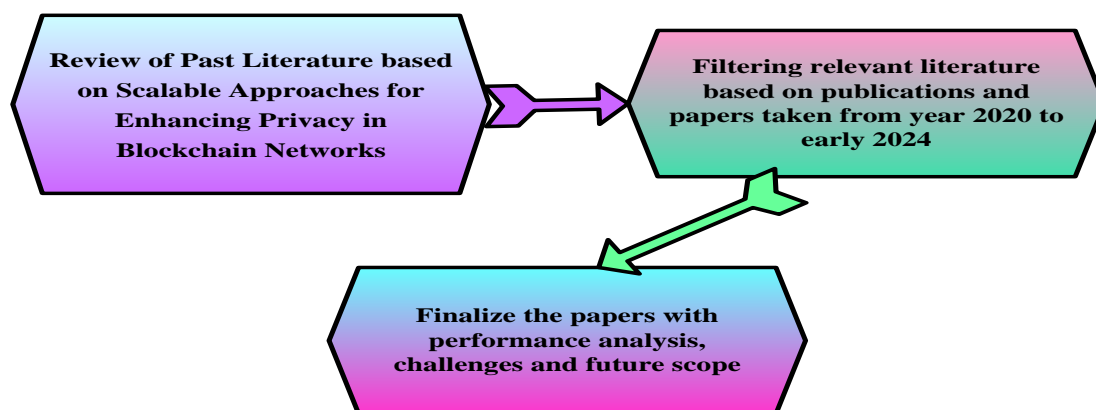 Review of Past Literature based
on Scalable Approaches for
Enhancing Privacy in
Blockchain Networks
Filtering relevant literature
based on publications and
papers taken from year 2020 to
early 2024
Finalize the papers with
performance analysis,
challenges and future scope